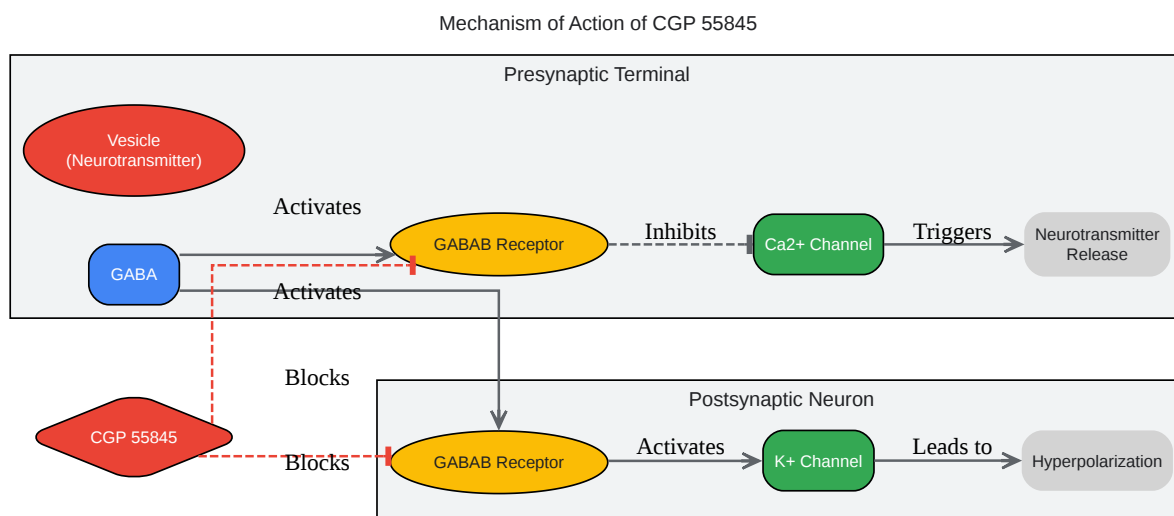 Mechanism of Action of CGP 55845
Presynaptic Terminal
Vesicle
(Neurotransmitter)
Activates
GABAB Receptor
Inhibits
Ca2+ Channel
Triggers
Neurotransmitter
Release
GABA
Activates
Blocks
Postsynaptic Neuron
CGP 55845
Blocks
GABAB Receptor
Activates
K+ Channel
Leads to
Hyperpolarization